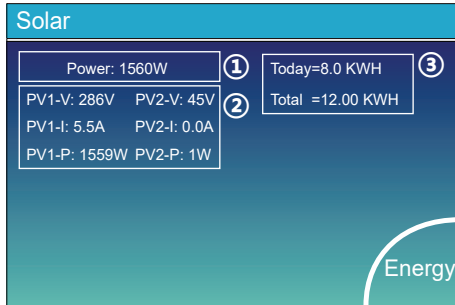 Solar
Power: 1560W
①
PV1-V: 286V PV2-V: 45V
②
PV1-I: 5.5A PV2-I: 0.0A
PV1-P: 1559W PV2-P: 1W
Today=8.0 KWH
③
Total =12.00 KWH
Energy